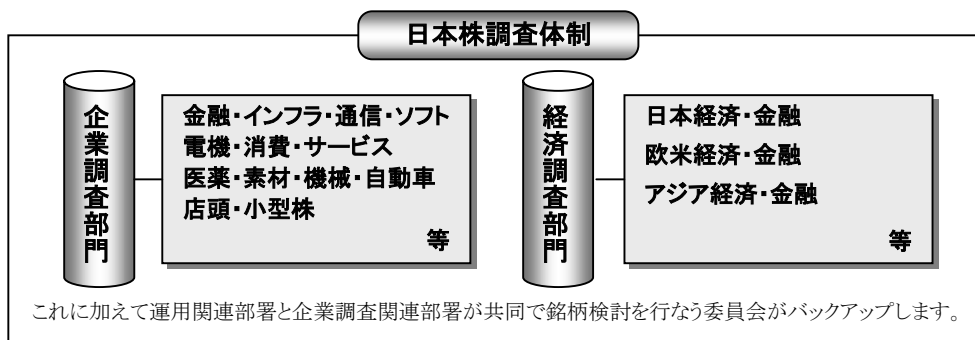 日本株調査体制
企業調査部門
金融・インフラ・通信・ソフト
電機・消費・サービス
医薬・素材・機械・自動車
店頭・小型株
等
経済調査部門
日本経済・金融
欧米経済・金融
アジア経済・金融
等
これに加えて運用関連部署と企業調査関連部署が共同で銘柄検討を行なう委員会がバックアップします。